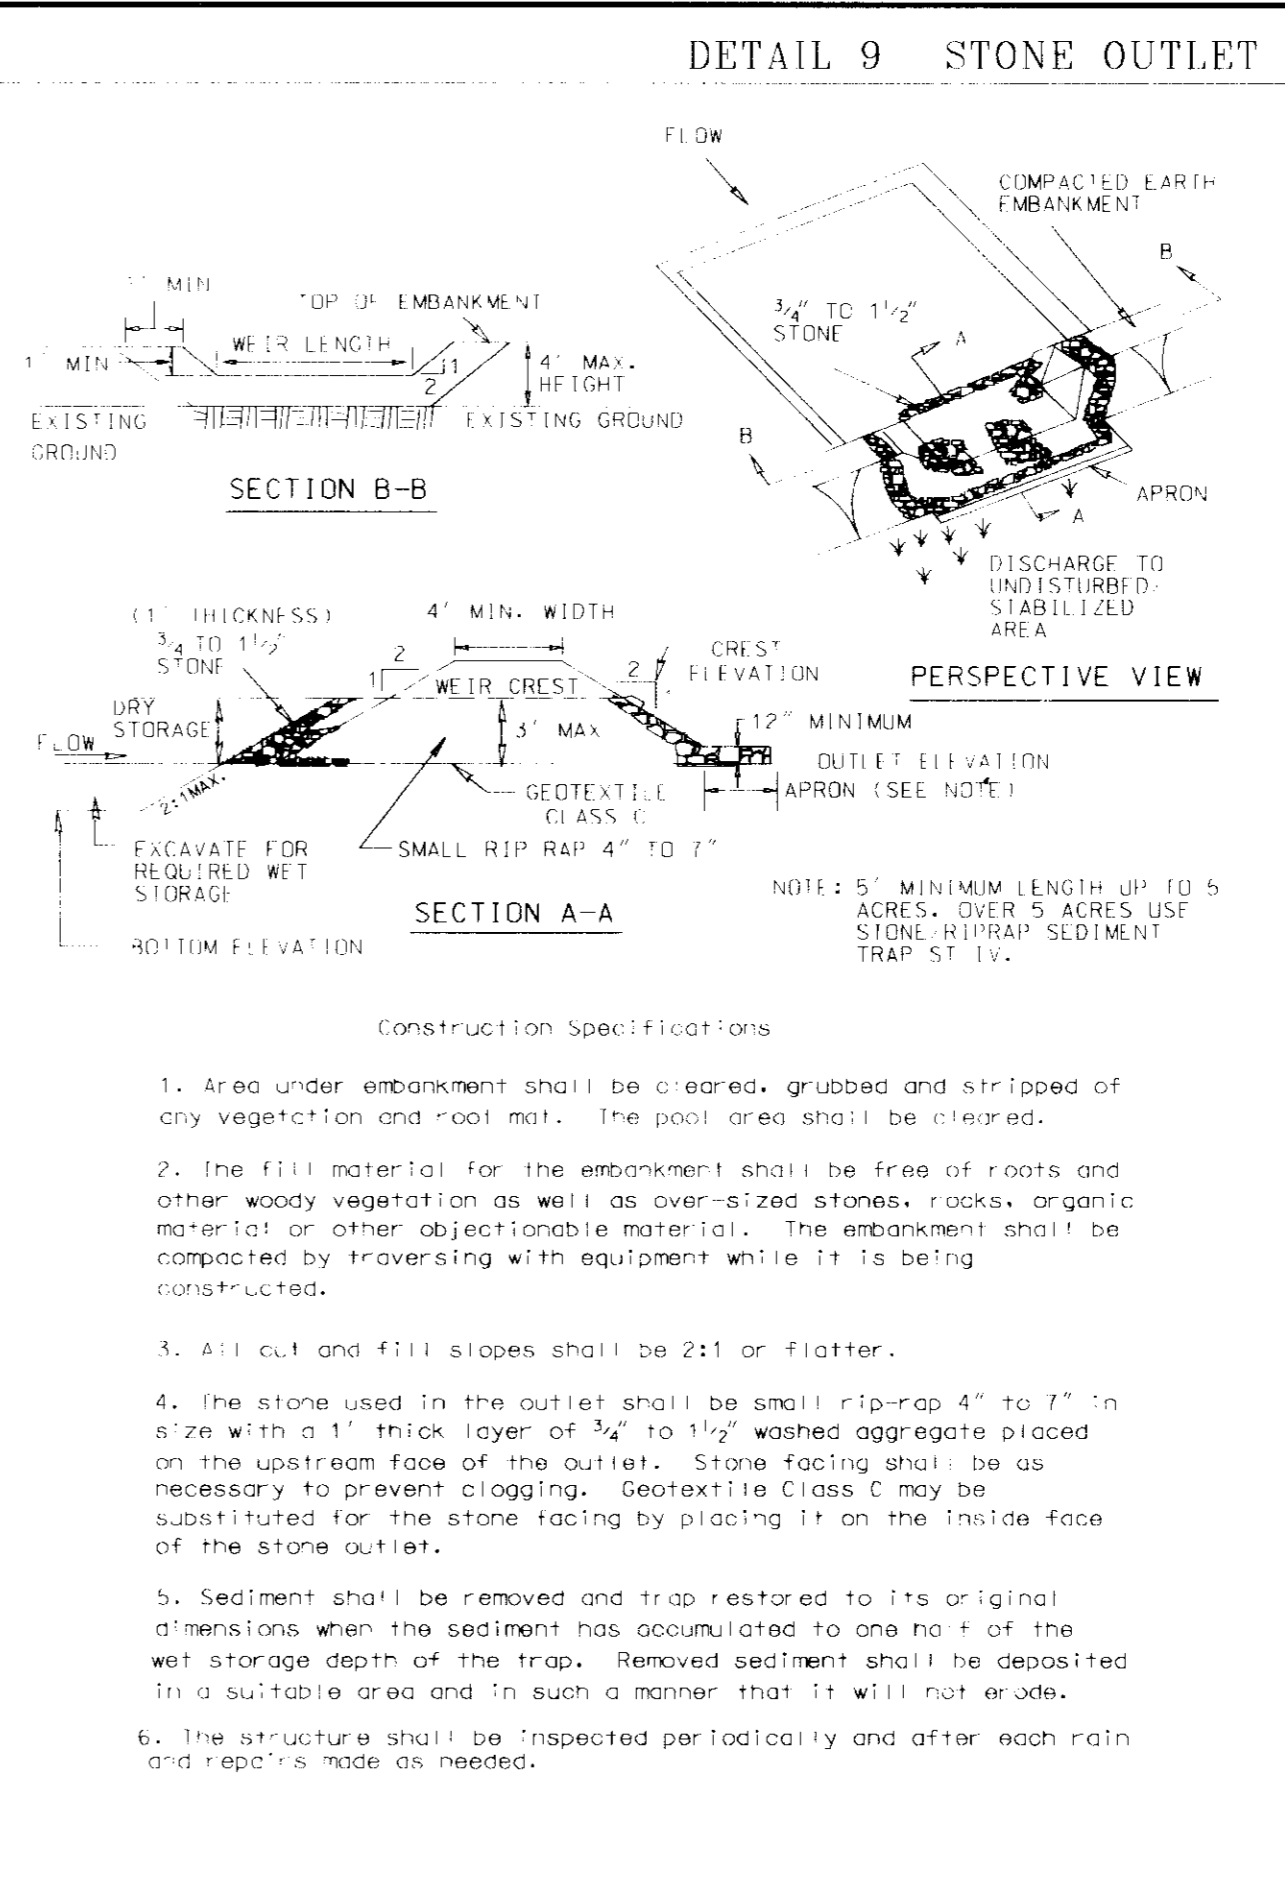 DETAIL 9 STONE OUTLET
FLOW
COMPACTED EARTH
EMBANKMENT
B
MIN
TOP OF EMBANKMENT
3/4" TO 1 1/2"
STONE
A
WEIR LENGTH
1' MIN
1
2
4' MAX.
HEIGHT
EXISTING
GROUND
EXISTING GROUND
B
SECTION B-B
APRON
A
DISCHARGE TO
UNDISTURBED/
STABILIZED
AREA
PERSPECTIVE VIEW
(1' THICKNESS)
3/4 TO 1 1/2"
STONE
4' MIN. WIDTH
2
1
WEIR CREST
2
CREST
ELEVATION
DRY
STORAGE
FLOW
3' MAX
12" MINIMUM
OUTLET ELEVATION
APRON (SEE NOTE)
2:1 MAX.
GEOTEXTILE
CLASS C
EXCAVATE FOR
REQUIRED WET
STORAGE
SMALL RIP RAP 4" TO 7"
SECTION A-A
BOTTOM ELEVATION
NOTE: 5' MINIMUM LENGTH UP TO 5
ACRES. OVER 5 ACRES USE
STONE/RIPRAP SEDIMENT
TRAP ST IV.
Construction Specifications
1. Area under embankment shall be cleared, grubbed and stripped of
any vegetation and root mat. The pool area shall be cleared.
2. The fill material for the embankment shall be free of roots and
other woody vegetation as well as over-sized stones, rocks, organic
material or other objectionable material. The embankment shall be
compacted by traversing with equipment while it is being
constructed.
3. All cut and fill slopes shall be 2:1 or flatter.
4. The stone used in the outlet shall be small rip-rap 4" to 7" in
size with a 1' thick layer of 3/4" to 1 1/2" washed aggregate placed
on the upstream face of the outlet. Stone facing shall be as
necessary to prevent clogging. Geotextile Class C may be
substituted for the stone facing by placing it on the inside face
of the stone outlet.
5. Sediment shall be removed and trap restored to its original
dimensions when the sediment has accumulated to one half of the
wet storage depth of the trap. Removed sediment shall be deposited
in a suitable area and in such a manner that it will not erode.
6. The structure shall be inspected periodically and after each rain
and repairs made as needed.